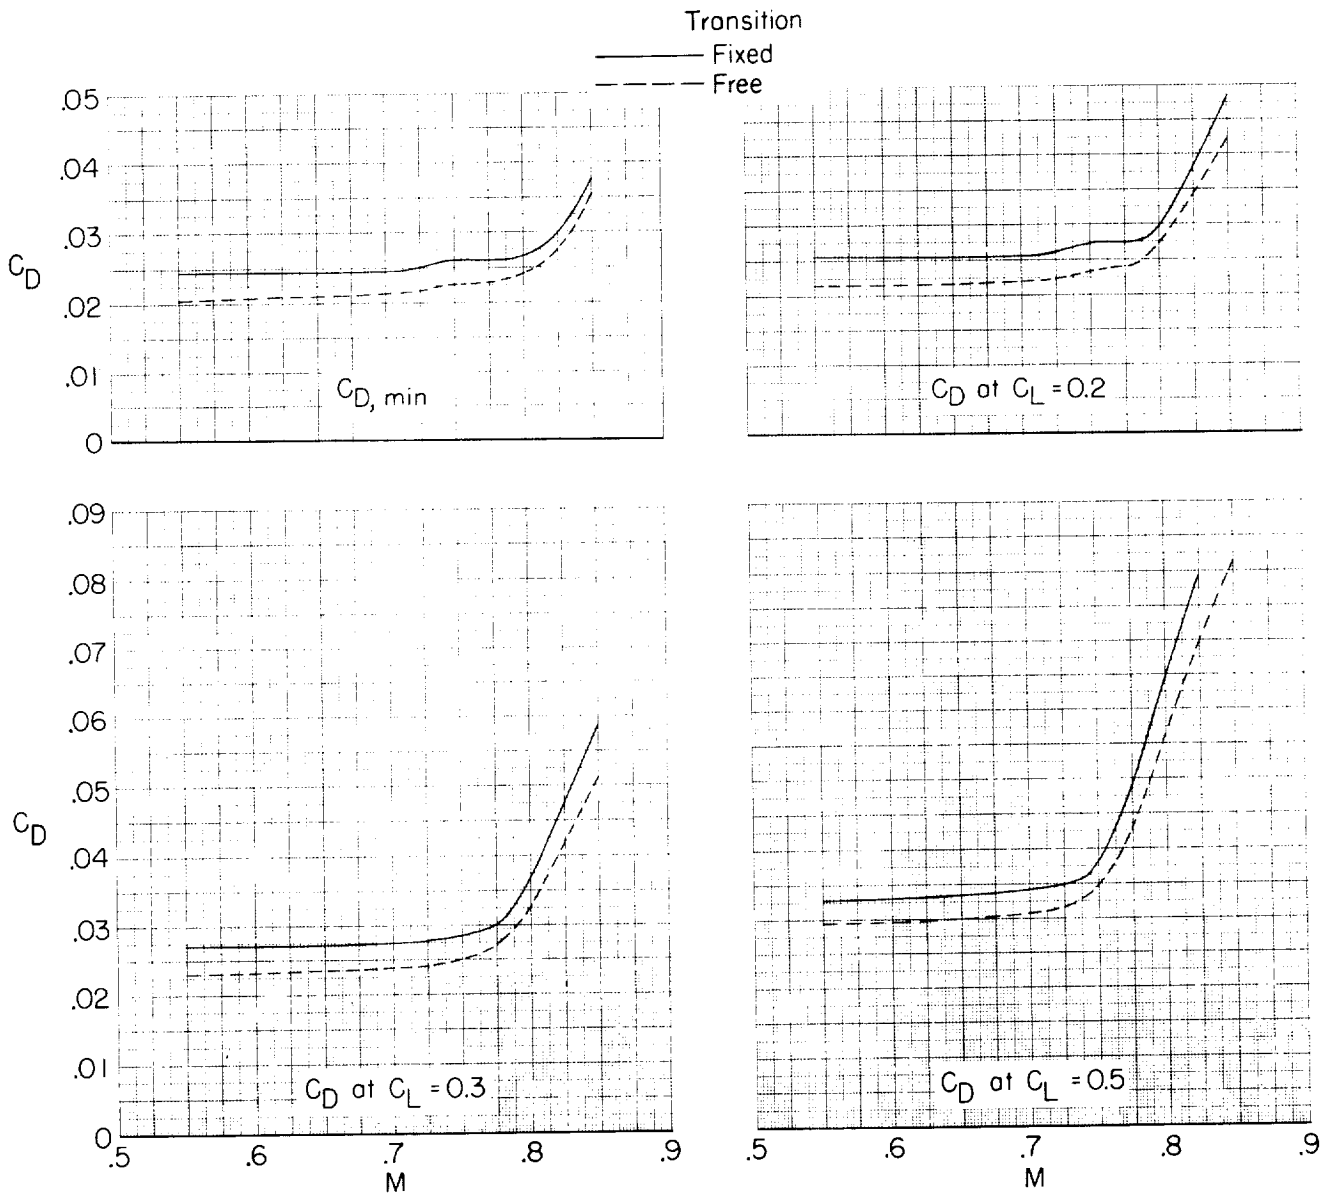 Transition
Fixed
Free
.05
.04
.03
C_D
.02
.01
0
C_D, min
C_D at C_L = 0.2
.09
.08
.07
.06
.05
C_D
.04
.03
.02
.01
0
C_D at C_L = 0.3
C_D at C_L = 0.5
.5 .6 .7 .8 .9
M
.5 .6 .7 .8 .9
M